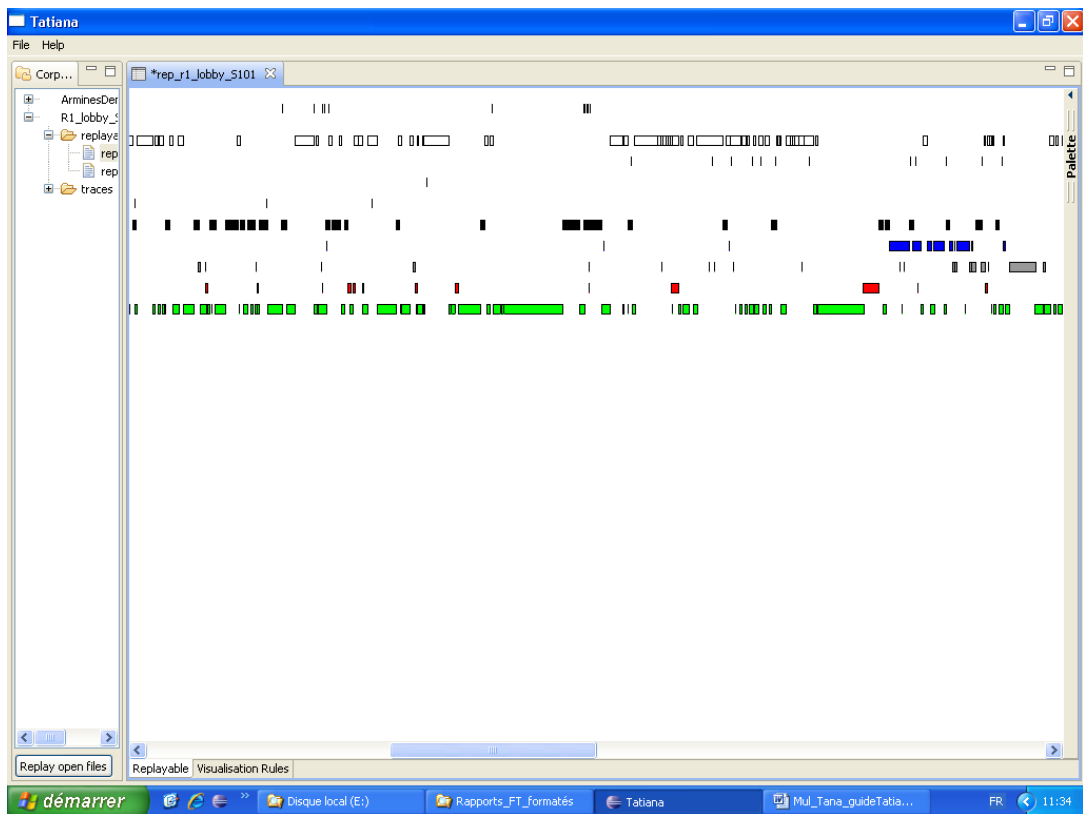 Tatiana
File Help
Corp...
*rep_r1_lobby_S101
ArminesDer
R1_lobby_S
replaya
rep
rep
traces
Palette
Replay open files
Replayable
Visualisation Rules
démarrer
Disque local (E:)
Rapports_FT_formatés
Tatiana
Mul_Tana_guideTatia...
FR
11:34